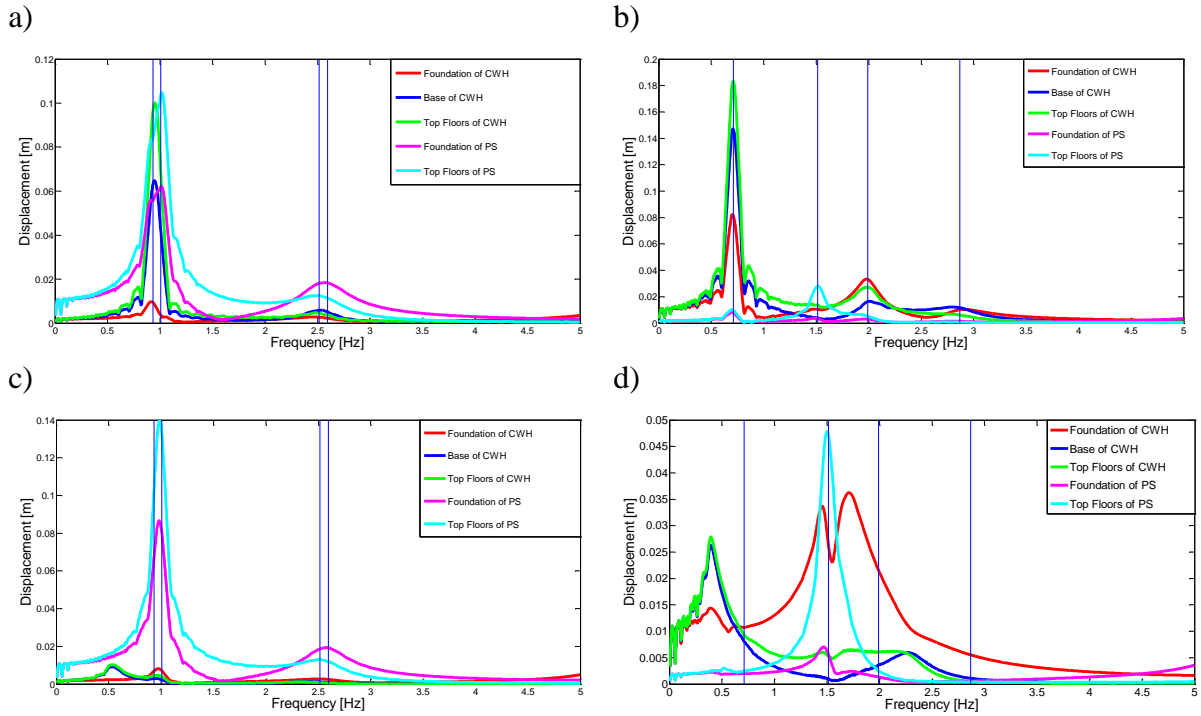 a)
0.12
0.1
0.08
0.06
0.04
0.02
0
0.5
1
1.5
2
2.5
3
3.5
4
4.5
5
Displacement [m]
Frequency [Hz]
Foundation of CWH
Base of CWH
Top Floors of CWH
Foundation of PS
Top Floors of PS
b)
0.2
0.18
0.16
0.14
0.12
0.1
0.08
0.06
0.04
0.02
0
0
0.5
1
1.5
2
2.5
3
3.5
4
4.5
5
Displacement [m]
Frequency [Hz]
Foundation of CWH
Base of CWH
Top Floors of CWH
Foundation of PS
Top Floors of PS
c)
0.14
0.12
0.1
0.08
0.06
0.04
0.02
0
0
0.5
1
1.5
2
2.5
3
3.5
4
4.5
5
Displacement [m]
Frequency [Hz]
Foundation of CWH
Base of CWH
Top Floors of CWH
Foundation of PS
Top Floors of PS
d)
0.05
0.045
0.04
0.035
0.03
0.025
0.02
0.015
0.01
0.005
0
0
0.5
1
1.5
2
2.5
3
3.5
4
4.5
5
Displacement [m]
Frequency [Hz]
Foundation of CWH
Base of CWH
Top Floors of CWH
Foundation of PS
Top Floors of PS